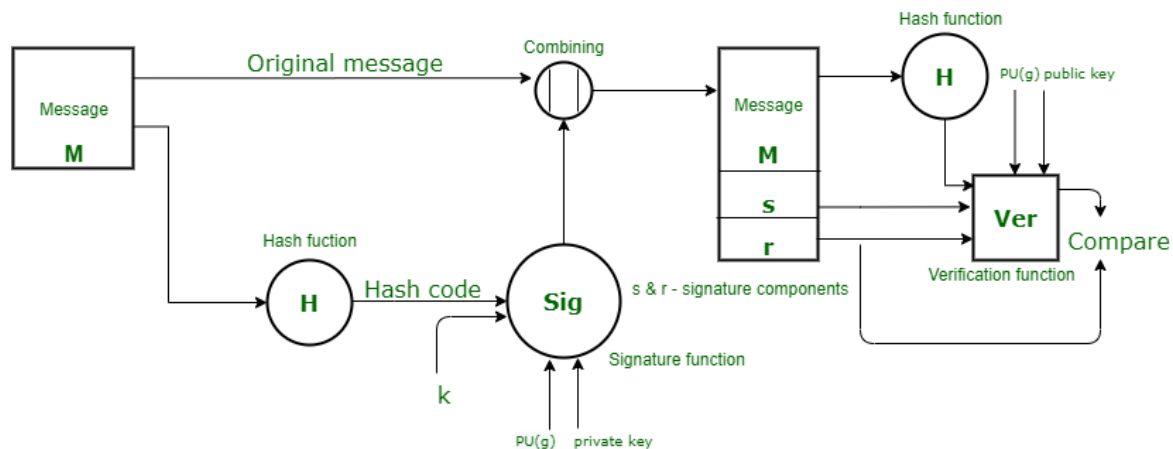 Message
M
Original message
Combining
Hash fuction
H
Hash code
k
Sig
PU(g)
private key
Signature function
s & r - signature components
Message
M
s
r
Hash function
H
PU(g) public key
Ver
Verification function
Compare